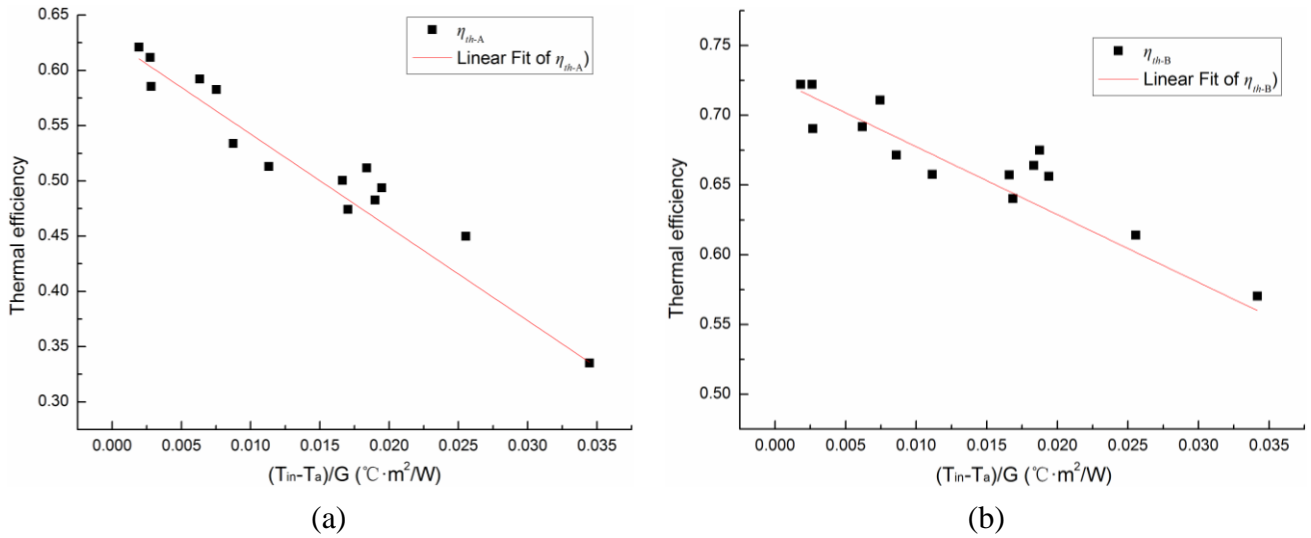 0.65
0.60
0.55
0.50
0.45
0.40
0.35
0.30
Thermal efficiency
η_th-A
Linear Fit of η_th-A)
0.000 0.005 0.010 0.015 0.020 0.025 0.030 0.035
(Tin-Ta)/G (℃·m²/W)
(a)
0.75
0.70
0.65
0.60
0.55
0.50
Thermal efficiency
η_th-B
Linear Fit of η_th-B)
0.000 0.005 0.010 0.015 0.020 0.025 0.030 0.035
(Tin-Ta)/G (℃·m²/W)
(b)